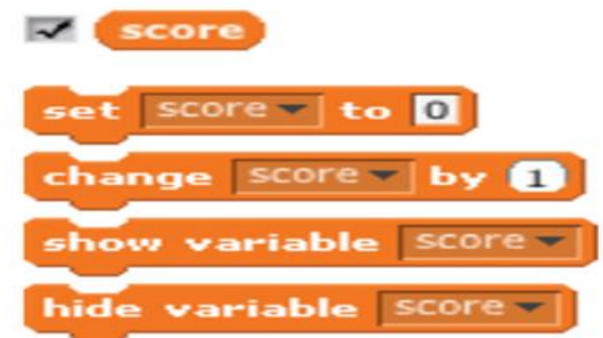 score
set score to 0
change score by 1
show variable score
hide variable score